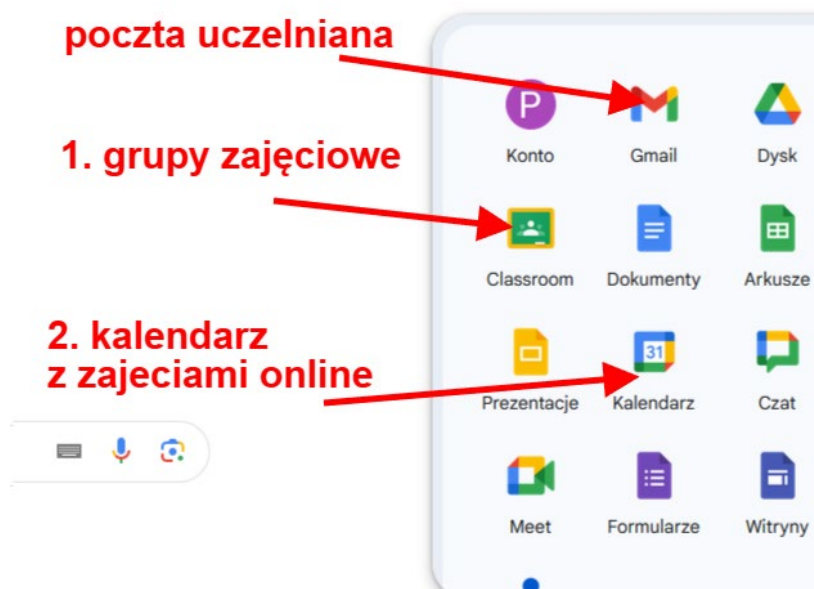 poczta uczelniana
P
Konto
Gmail
Dysk
1. grupy zajęciowe
Classroom
Dokumenty
Arkusze
2. kalendarz
z zajeciami online
31
Prezentacje
Kalendarz
Czat
Meet
Formularze
Witryny